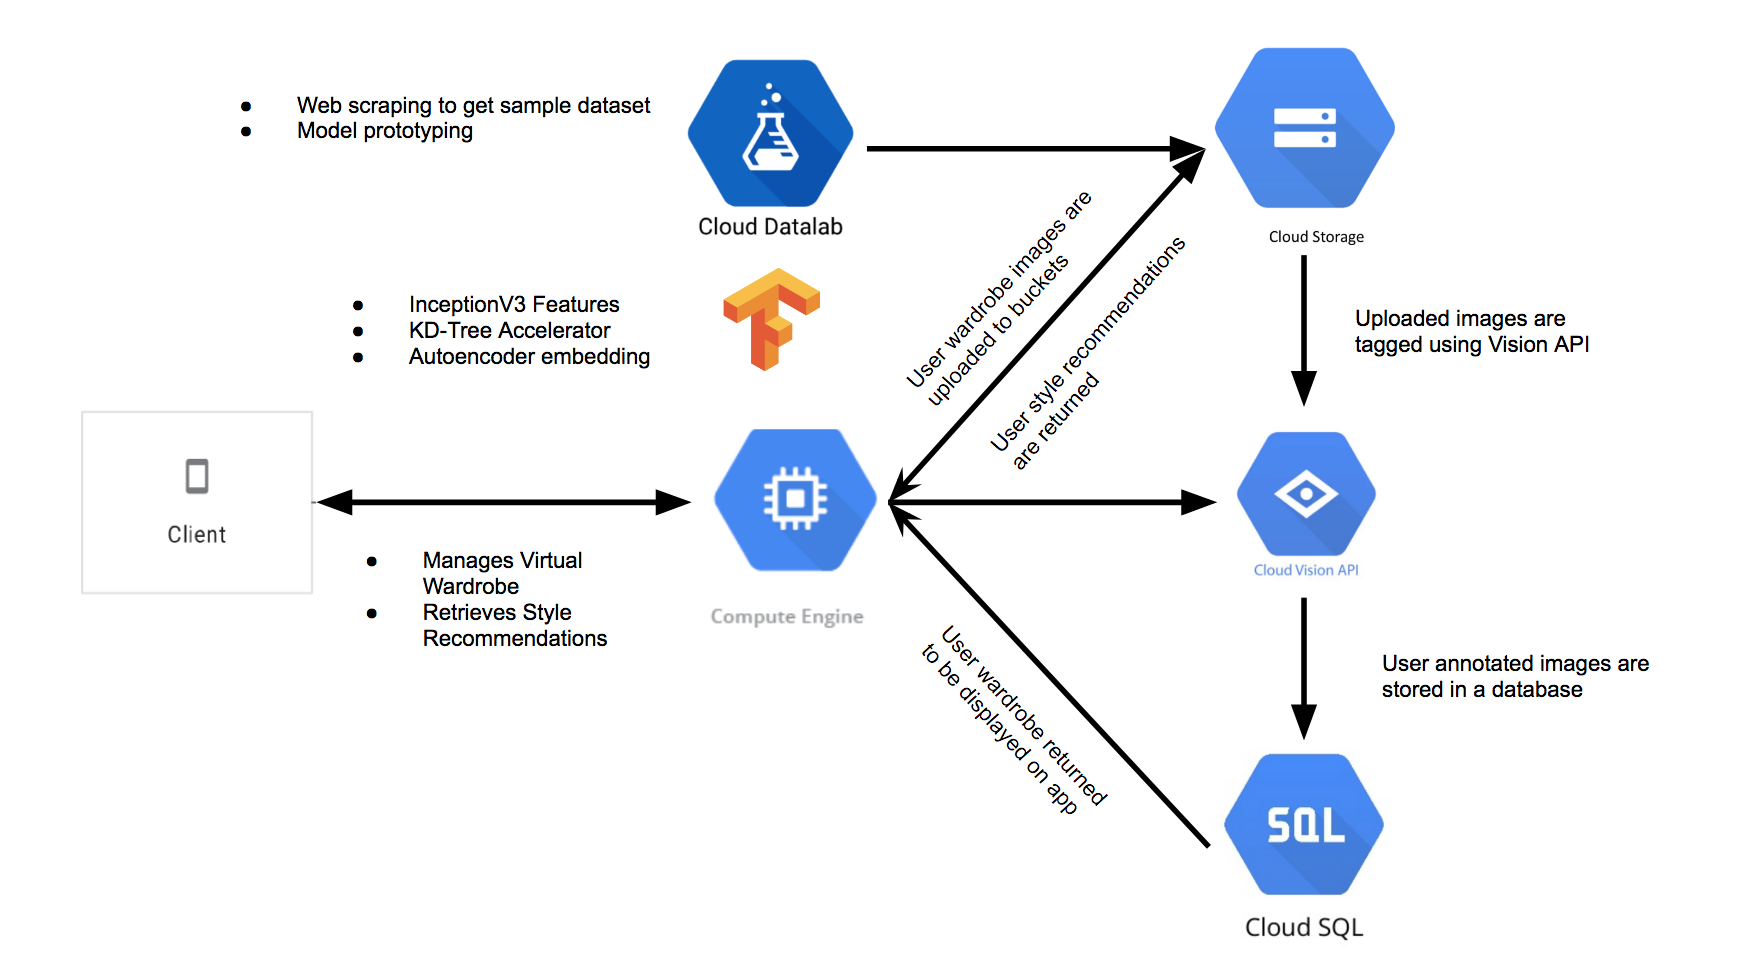 ● Web scraping to get sample dataset
● Model prototyping
Cloud Datalab
Cloud Storage
● InceptionV3 Features
● KD-Tree Accelerator
● Autoencoder embedding
User wardrobe images are
uploaded to buckets
User style recommendations
are returned
Uploaded images are
tagged using Vision API
Client
● Manages Virtual
Wardrobe
● Retrieves Style
Recommendations
Compute Engine
Cloud Vision API
User wardrobe returned
to be displayed on app
User annotated images are
stored in a database
SQL
Cloud SQL